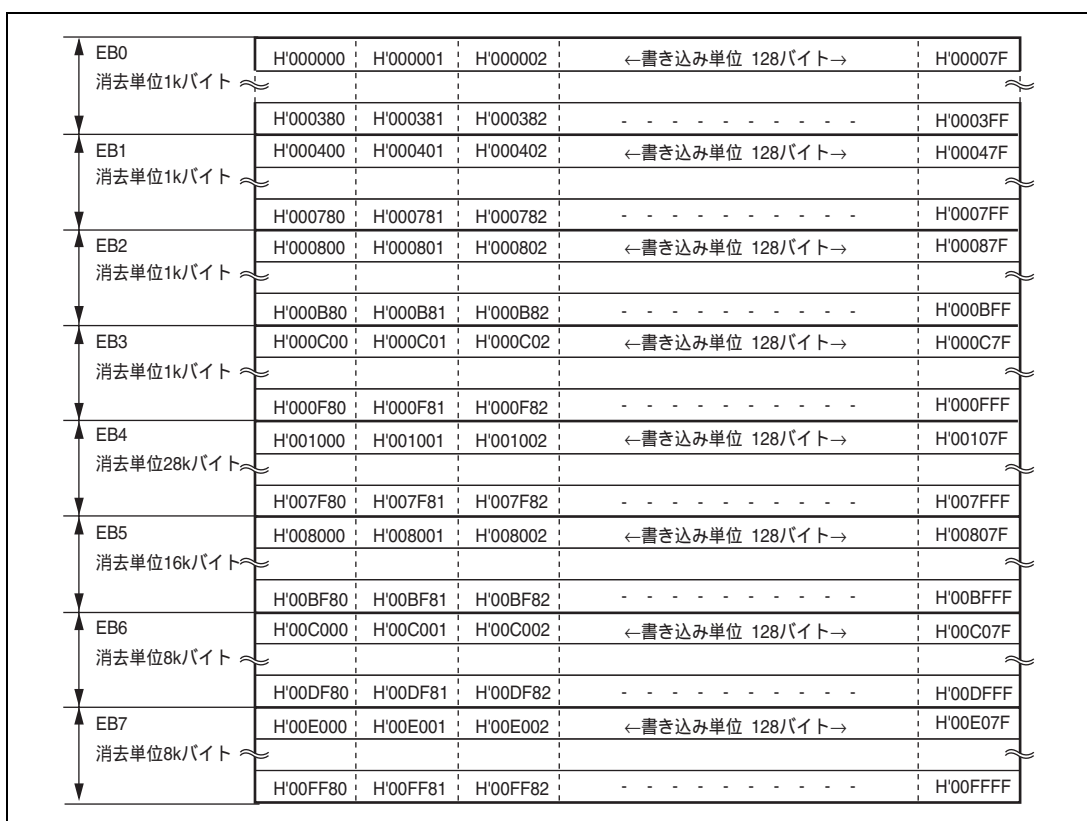 EB0 H'000000 H'000001 H'000002 ←書き込み単位 128バイト→ H'00007F
消去単位1kバイト
H'000380 H'000381 H'000382 - - - - - - - - - - H'0003FF
EB1 H'000400 H'000401 H'000402 ←書き込み単位 128バイト→ H'00047F
消去単位1kバイト
H'000780 H'000781 H'000782 - - - - - - - - - - H'0007FF
EB2 H'000800 H'000801 H'000802 ←書き込み単位 128バイト→ H'00087F
消去単位1kバイト
H'000B80 H'000B81 H'000B82 - - - - - - - - - - H'000BFF
EB3 H'000C00 H'000C01 H'000C02 ←書き込み単位 128バイト→ H'000C7F
消去単位1kバイト
H'000F80 H'000F81 H'000F82 - - - - - - - - - - H'000FFF
EB4 H'001000 H'001001 H'001002 ←書き込み単位 128バイト→ H'00107F
消去単位28kバイト
H'007F80 H'007F81 H'007F82 - - - - - - - - - - H'007FFF
EB5 H'008000 H'008001 H'008002 ←書き込み単位 128バイト→ H'00807F
消去単位16kバイト
H'00BF80 H'00BF81 H'00BF82 - - - - - - - - - - H'00BFFF
EB6 H'00C000 H'00C001 H'00C002 ←書き込み単位 128バイト→ H'00C07F
消去単位8kバイト
H'00DF80 H'00DF81 H'00DF82 - - - - - - - - - - H'00DFFF
EB7 H'00E000 H'00E001 H'00E002 ←書き込み単位 128バイト→ H'00E07F
消去単位8kバイト
H'00FF80 H'00FF81 H'00FF82 - - - - - - - - - - H'00FFFF